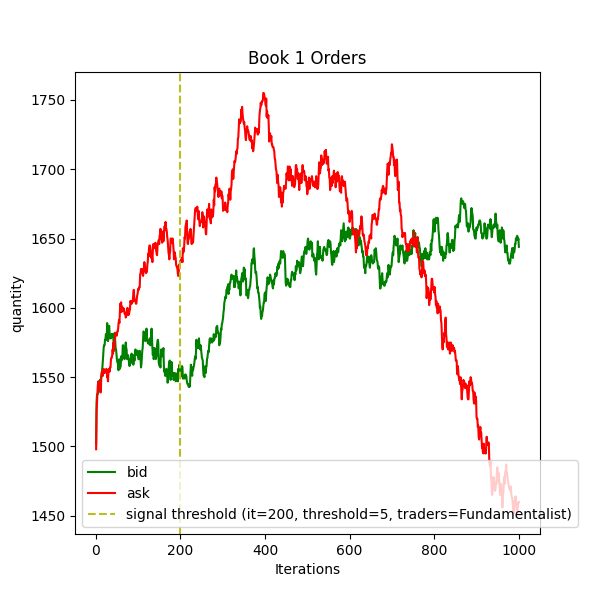 Book 1 Orders
quantity
1750
1700
1650
1600
1550
1500
1450
bid
ask
signal threshold (it=200, threshold=5, traders=Fundamentalist)
0 200 400 600 800 1000
Iterations